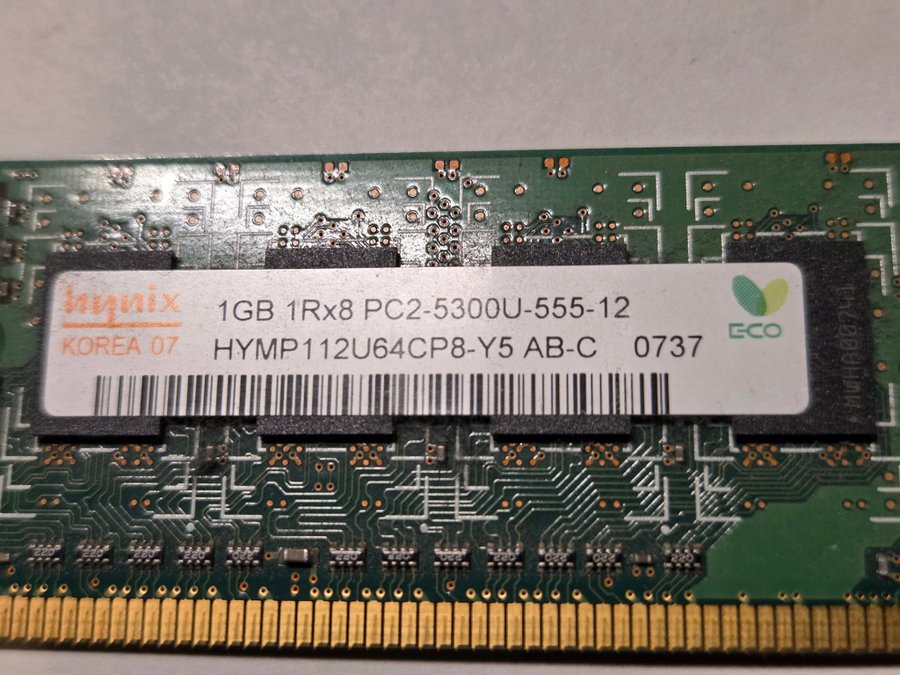 hynix
KOREA 07
1GB 1Rx8 PC2-5300U-555-12
HYMP112U64CP8-Y5 AB-C 0737
ECO